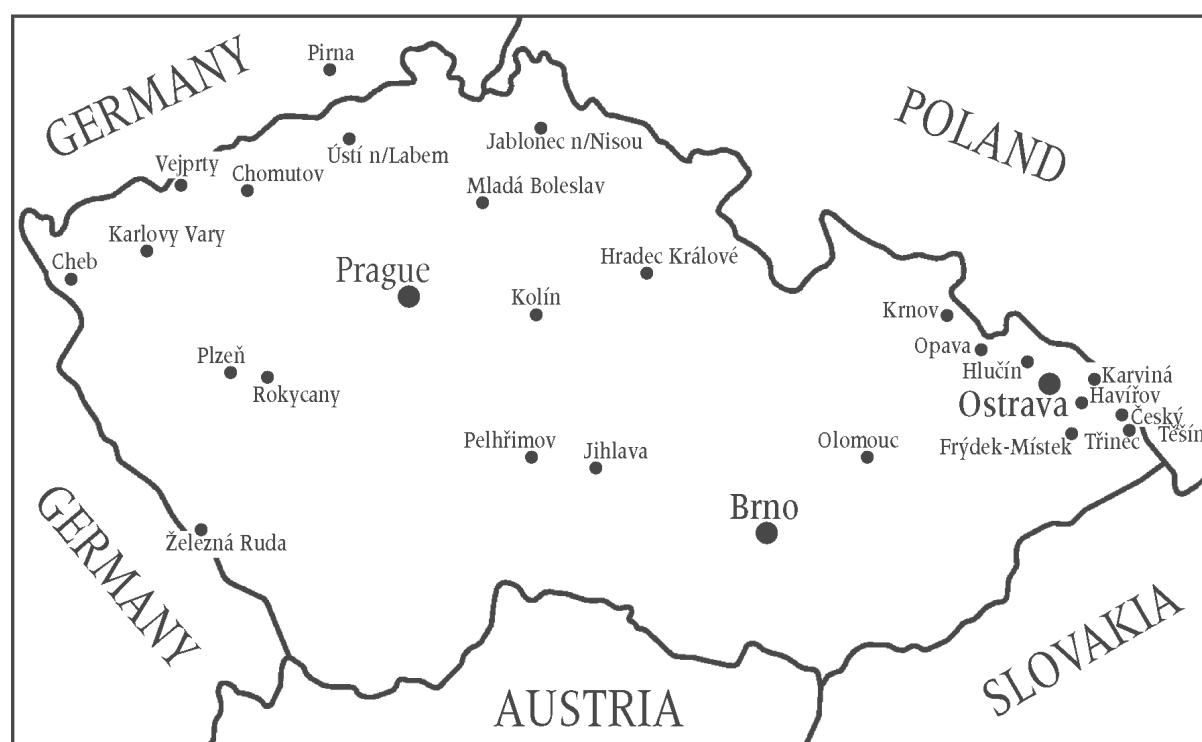 Pirna
GERMANY
POLAND
Jablonec n/Nisou
Ústí n/Labem
Vejprty
Chomutov
Mladá Boleslav
Karlovy Vary
Cheb
Hradec Králové
Prague
Kolín
Krnov
Opava
Plzeň
Hlučín
Karviná
Rokycany
Havířov
Ostrava
Český
Těšín
Pelhřimov
Jihlava
Olomouc
Frýdek-Místek
Třinec
Brno
Železná Ruda
GERMANY
SLOVAKIA
AUSTRIA